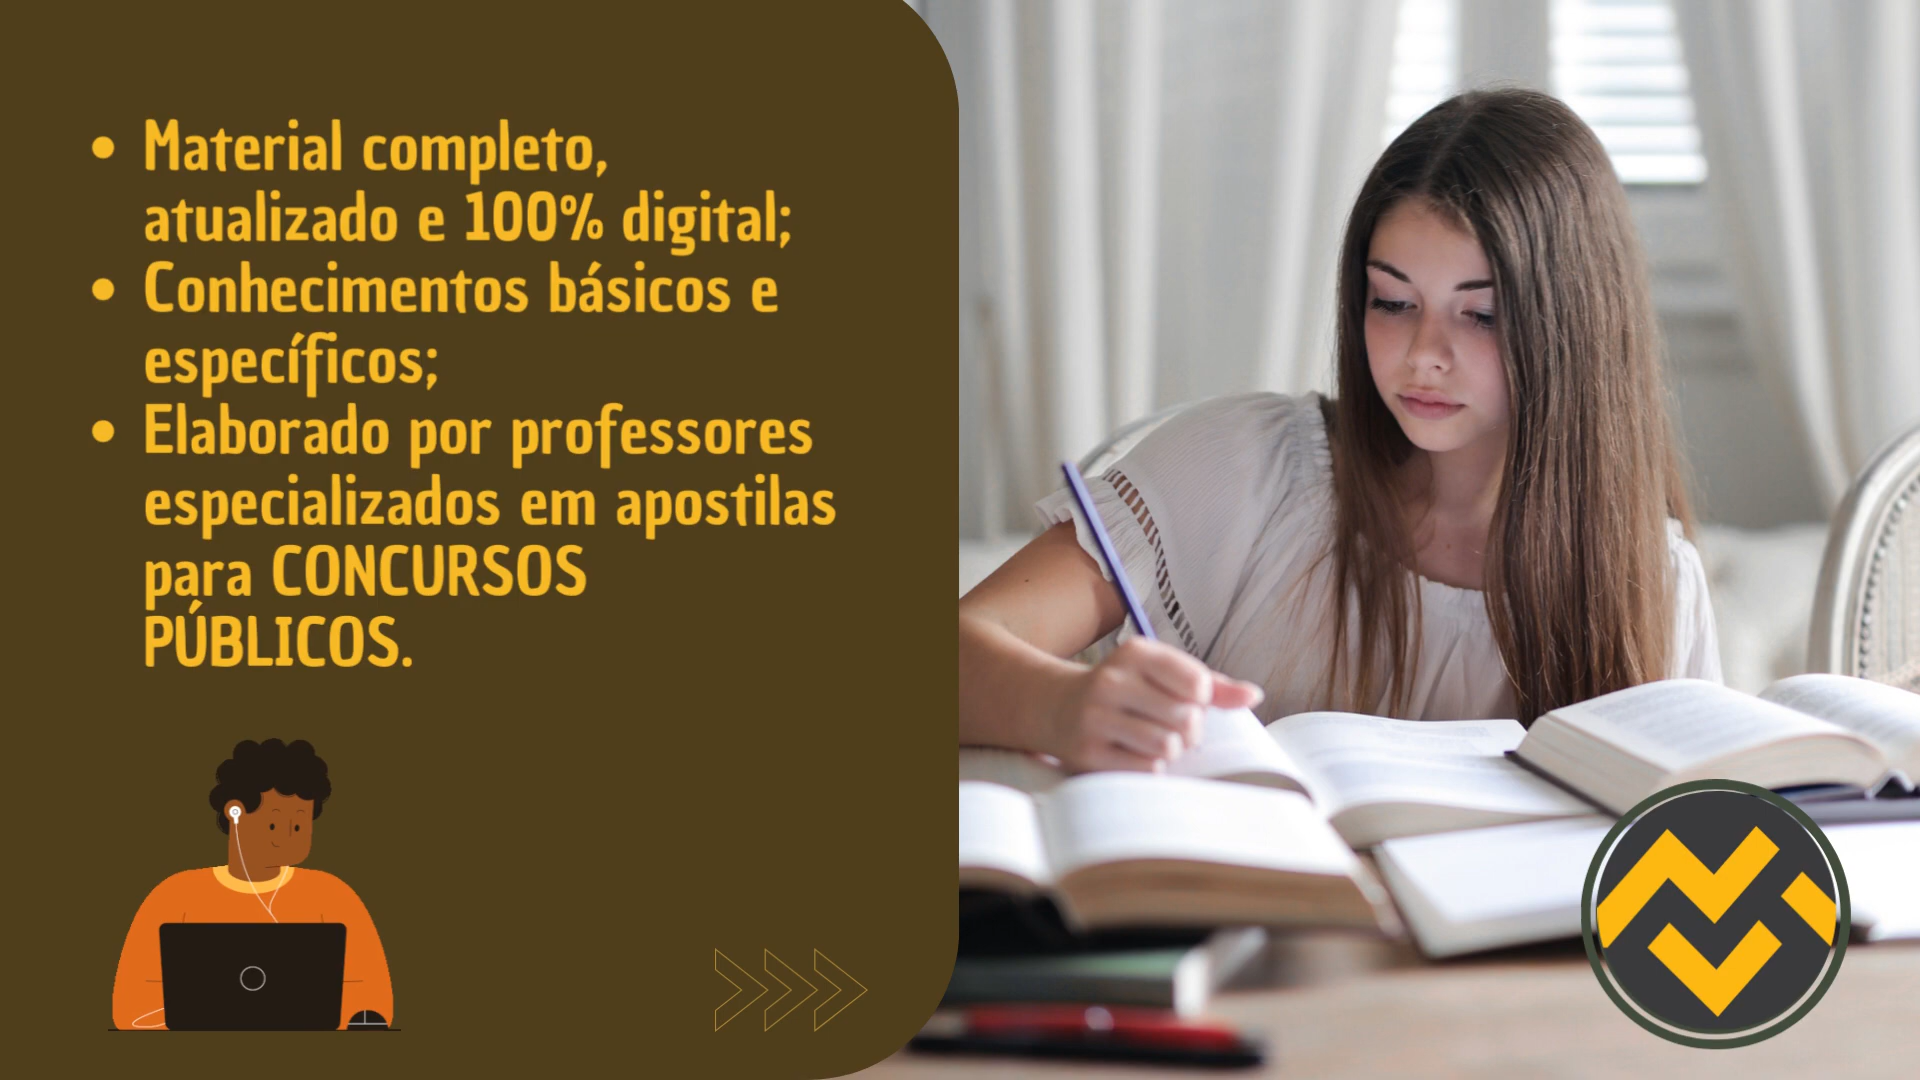 • Material completo,
atualizado e 100% digital;
• Conhecimentos básicos e
específicos;
• Elaborado por professores
especializados em apostilas
para CONCURSOS
PÚBLICOS.